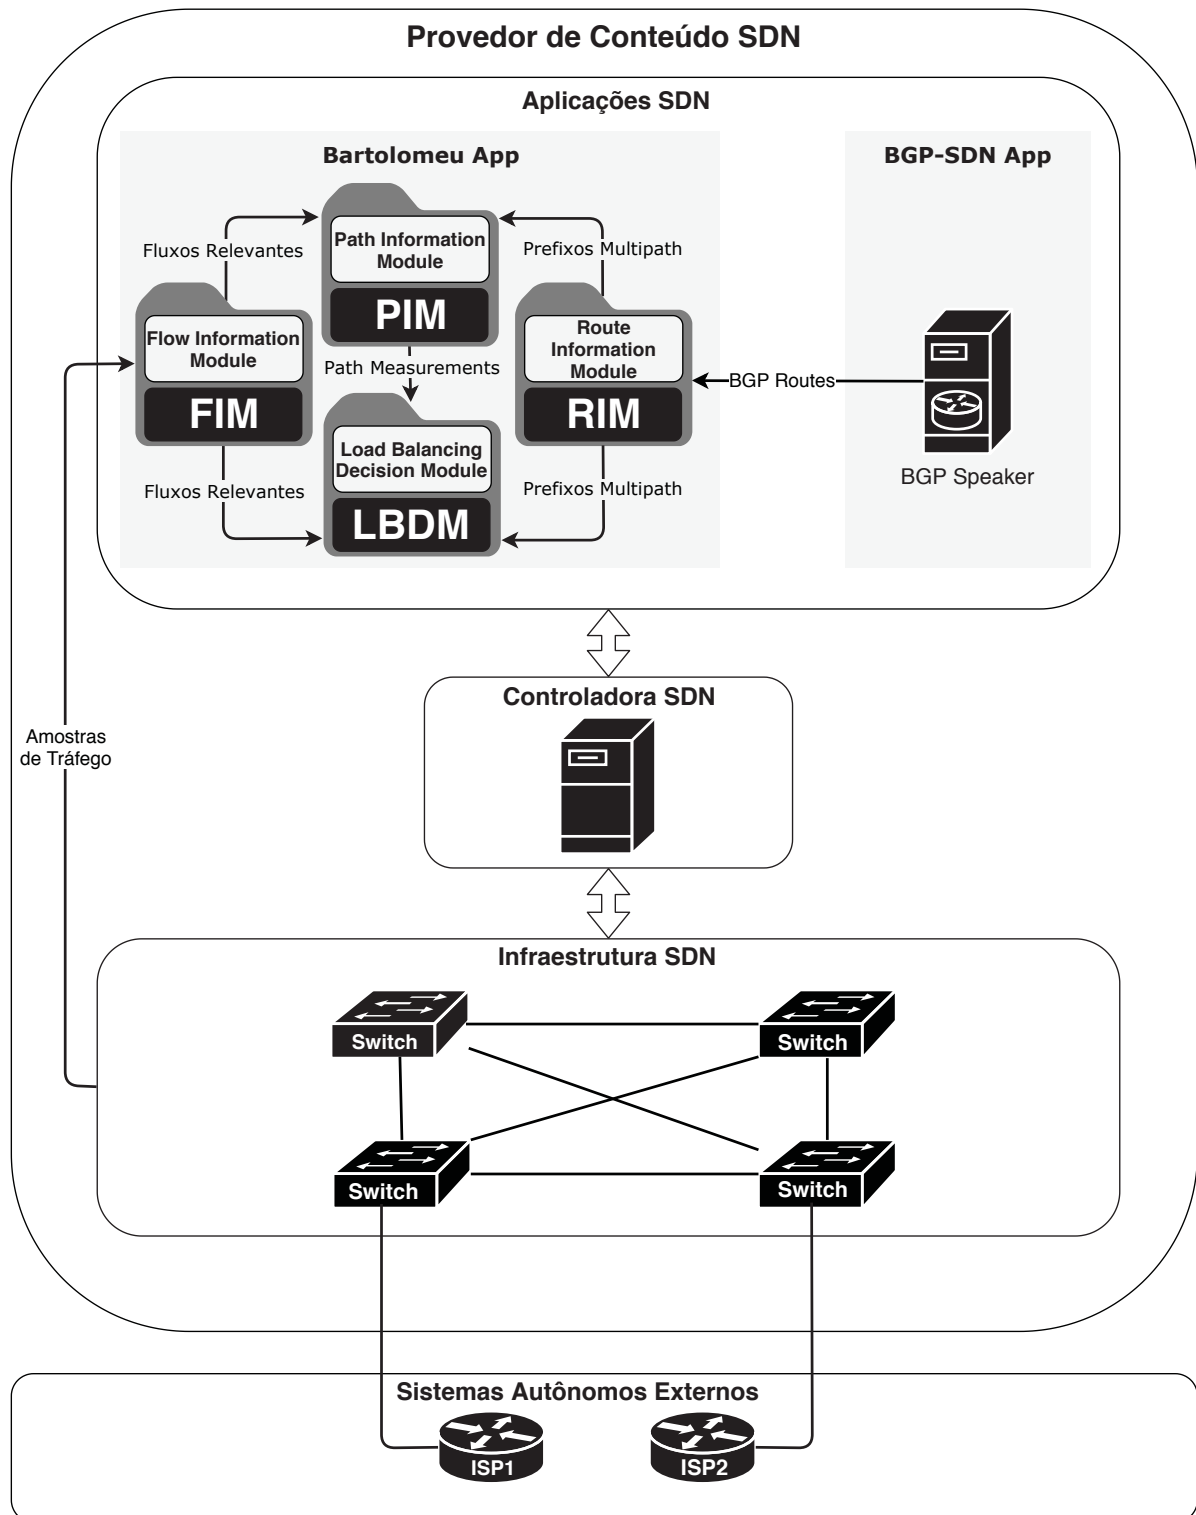 Provedor de Conteúdo SDN
Aplicações SDN
Bartolomeu App
BGP-SDN App
Path Information
Module
PIM
Fluxos Relevantes
Prefixos Multipath
Flow Information
Module
FIM
Route
Information
Module
RIM
Path Measurements
BGP Routes
Load Balancing
Decision Module
LBDM
Fluxos Relevantes
Prefixos Multipath
BGP Speaker
Controladora SDN
Amostras
de Tráfego
Infraestrutura SDN
Switch
Switch
Switch
Switch
Sistemas Autônomos Externos
ISP1
ISP2